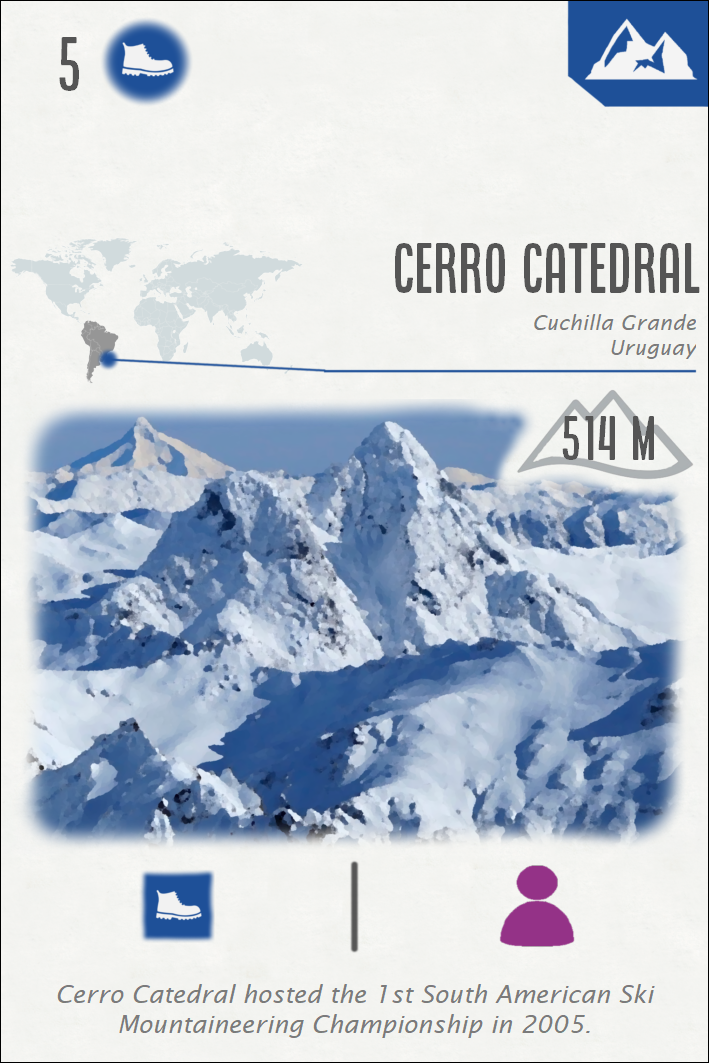 5
CERRO CATEDRAL
Cuchilla Grande
Uruguay
514 M
Cerro Catedral hosted the 1st South American Ski
Mountaineering Championship in 2005.